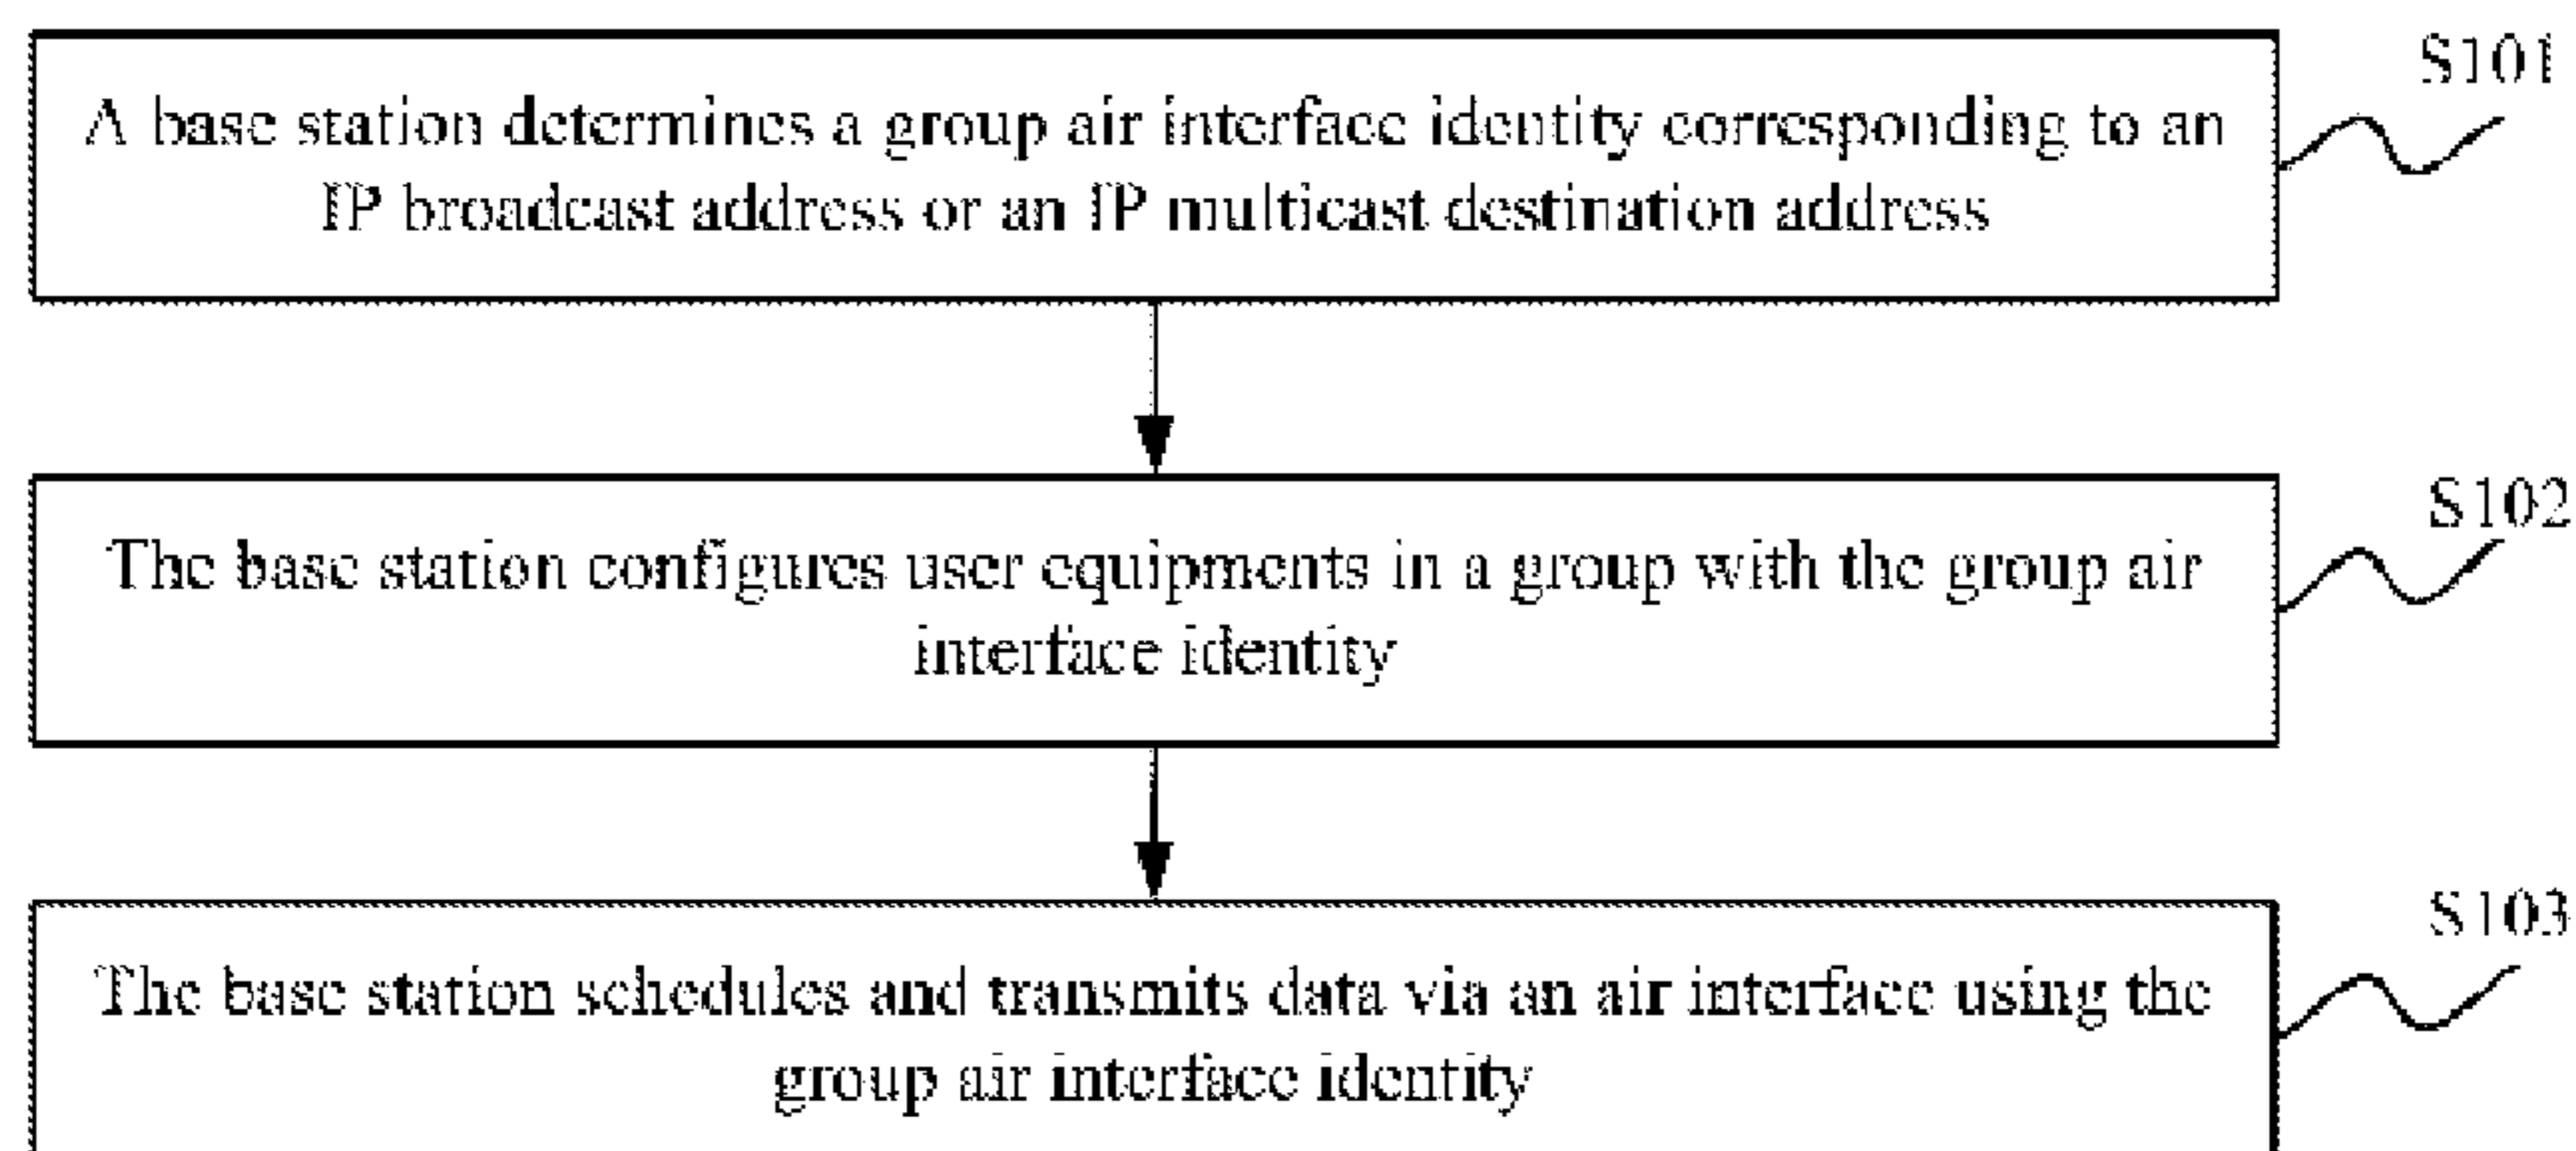 S101
A base station determines a group air interface identity corresponding to an
IP broadcast address or an IP multicast destination address
S102
The base station configures user equipments in a group with the group air
interface identity
S103
The base station schedules and transmits data via an air interface using the
group air interface identity